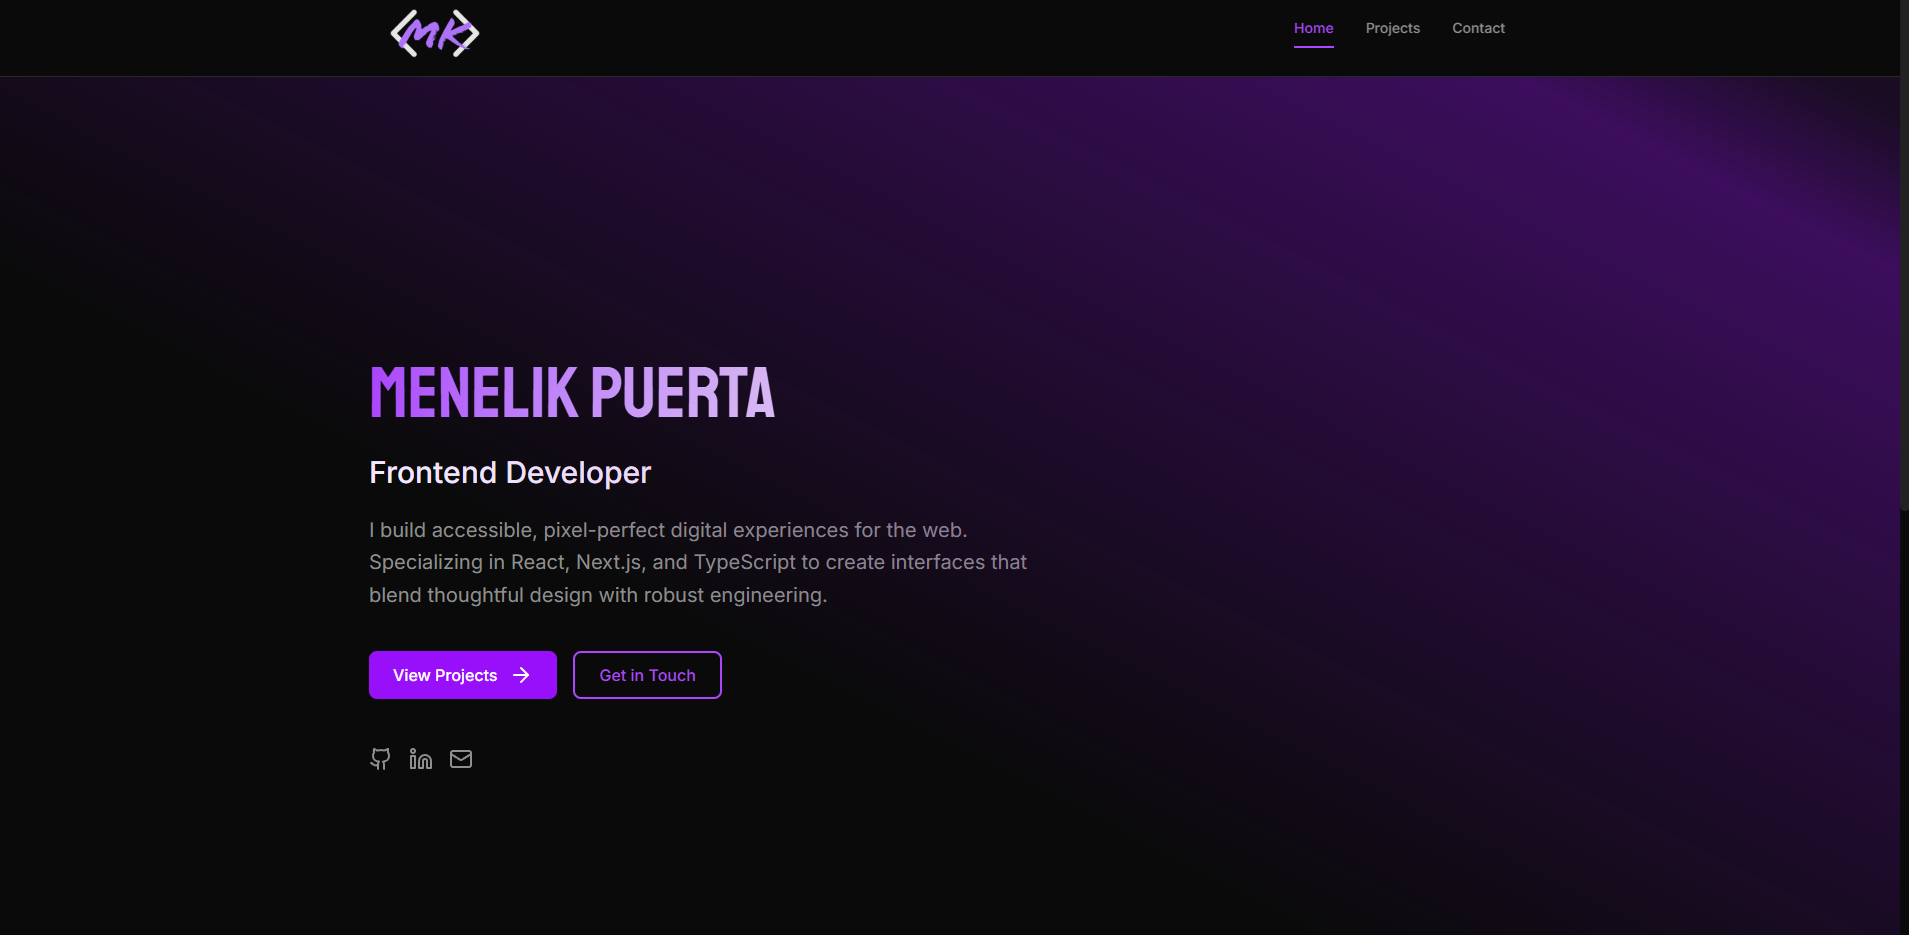 MK
Home
Projects
Contact
MENELIK PUERTA
Frontend Developer
I build accessible, pixel-perfect digital experiences for the web.
Specializing in React, Next.js, and TypeScript to create interfaces that
blend thoughtful design with robust engineering.
View Projects
Get in Touch